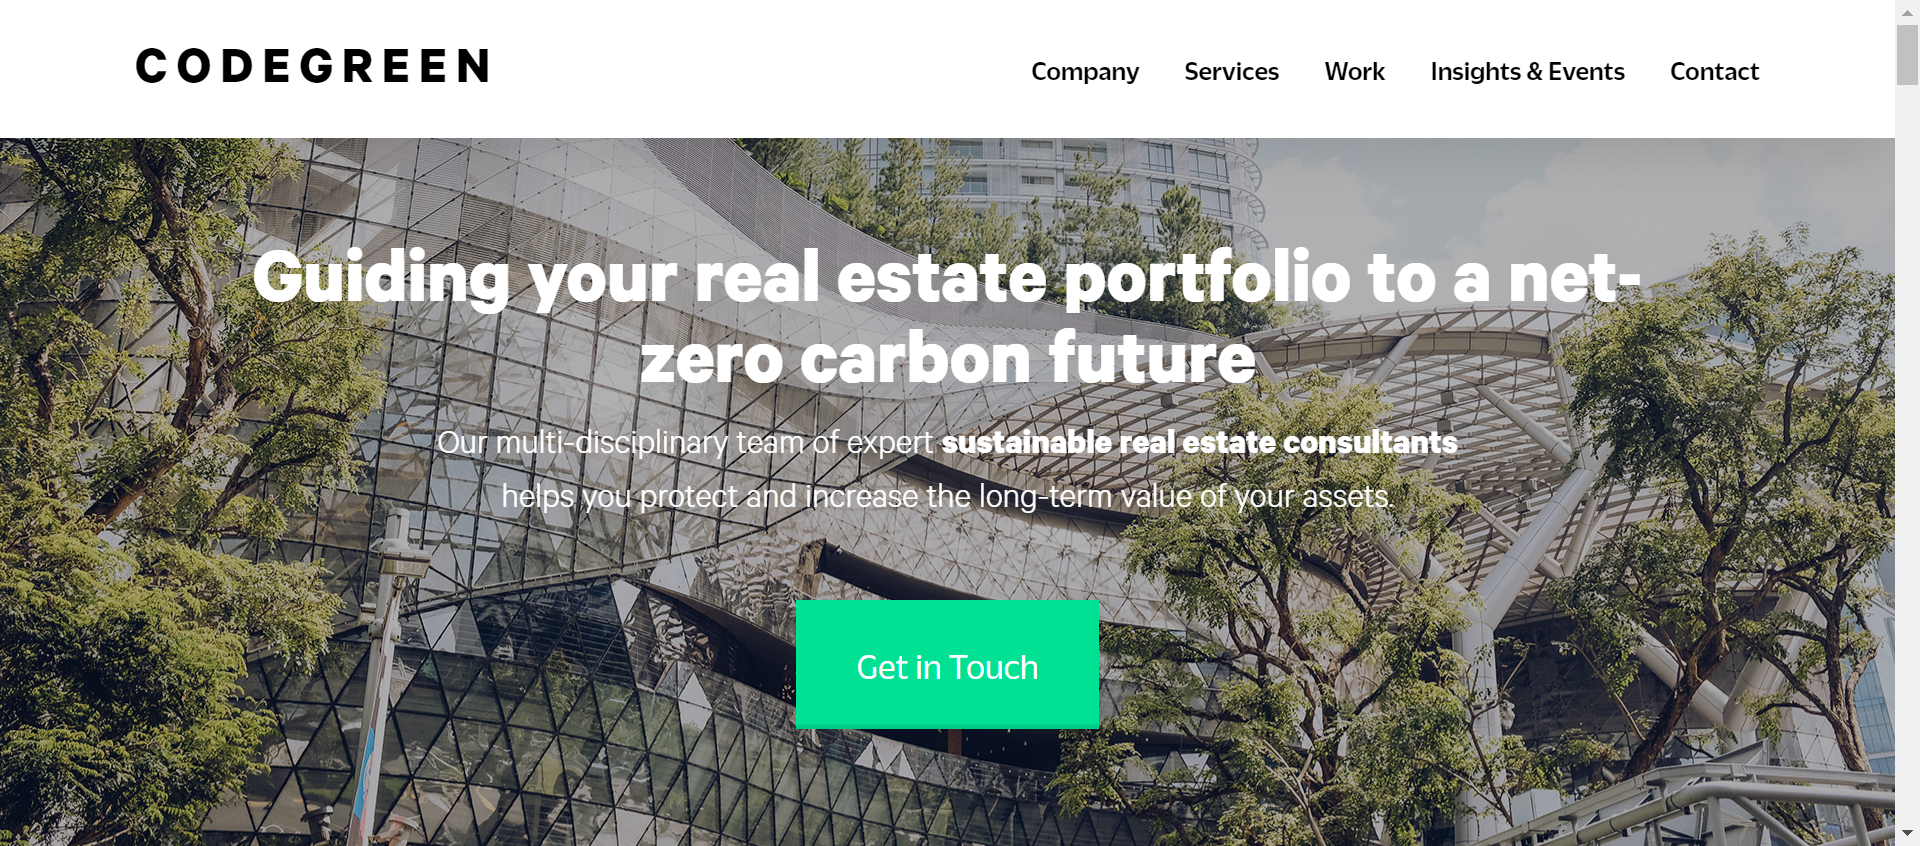 CODEGREEN
Company Services Work Insights & Events Contact
Guiding your real estate portfolio to a net-
zero carbon future
Our multi-disciplinary team of expert sustainable real estate consultants
helps you protect and increase the long-term value of your assets.
Get in Touch